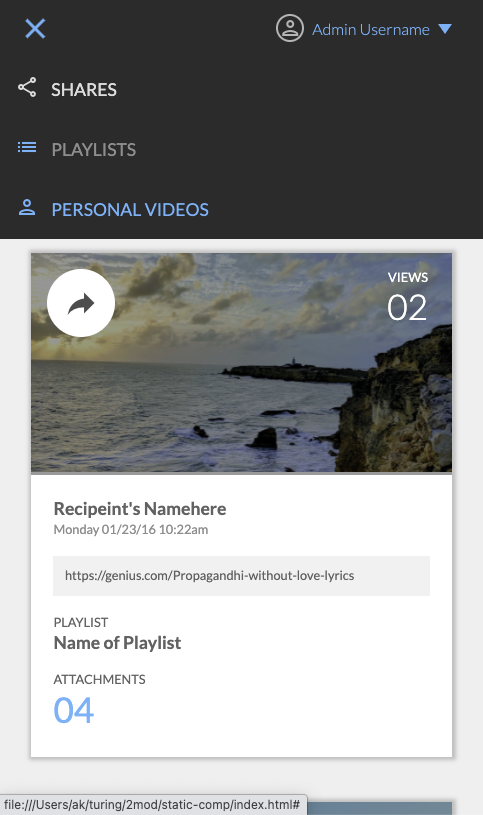 Admin Username
SHARES
PLAYLISTS
PERSONAL VIDEOS
VIEWS
02
Recipeint's Namehere
Monday 01/23/16 10:22am
https://genius.com/Propagandhi-without-love-lyrics
PLAYLIST
Name of Playlist
ATTACHMENTS
04
file:///Users/ak/turing/2mod/static-comp/index.html#